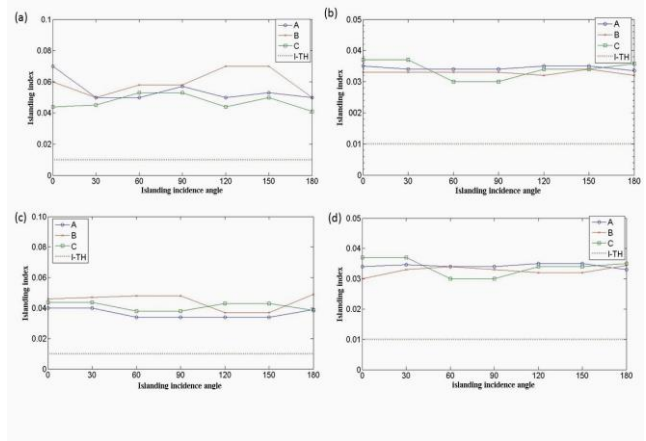 (a)
0.1
0.08
0.06
0.04
0.02
0
0 30 60 90 120 150 180
Islanding index
Islanding incidence angle
A
B
C
I-TH
(b)
0.05
0.04
0.03
002
0.01
0
0 30 60 90 120 150 180
Islanding index
Islanding incidence angle
A
B
C
I-TH
(c)
0.10
0.08
0.06
0.04
0.02
0
0 30 60 90 120 150 180
Islanding index
Islanding incidence angle
A
B
C
I-TH
(d)
0.05
0.04
0.03
0.02
0.01
0
0 30 60 90 120 150 180
Islanding index
islanding incidence angle
A
B
C
I-TH